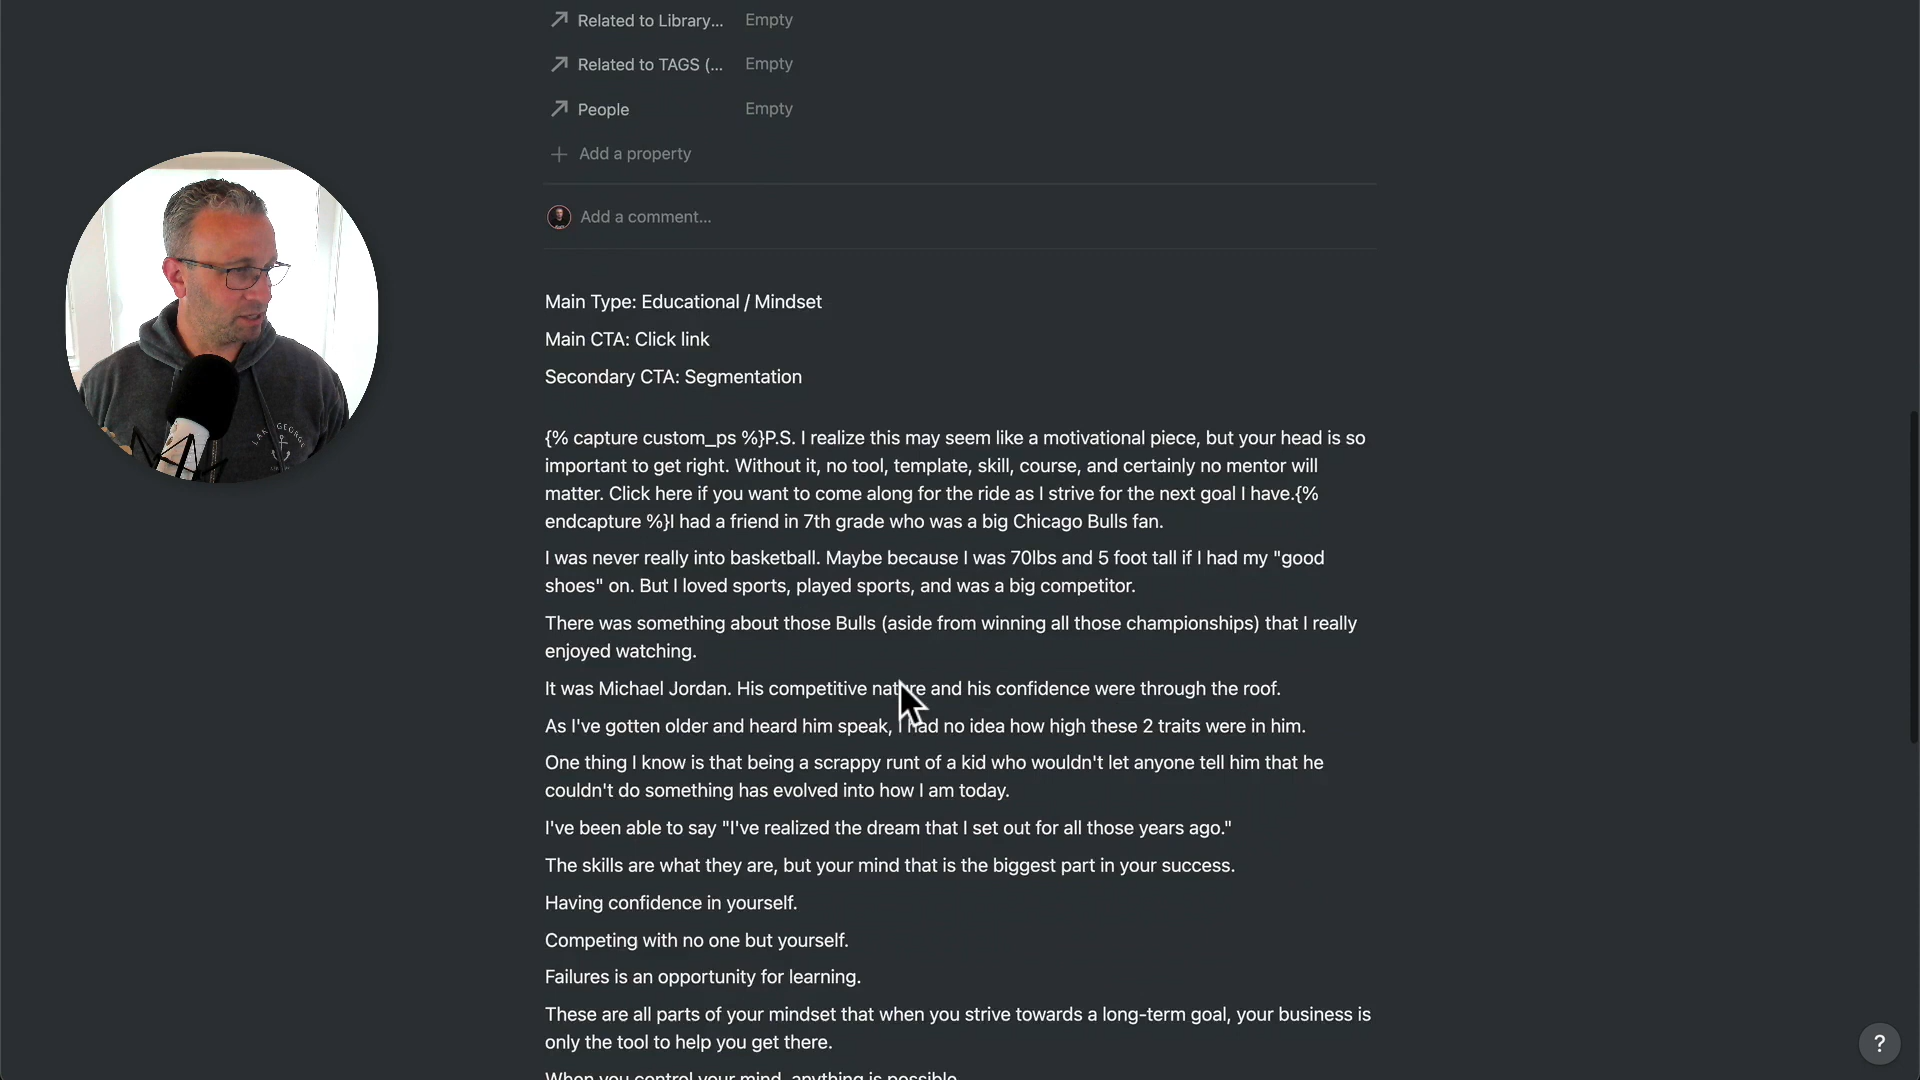 Related to Library... Empty
Related to TAGS (... Empty
People Empty
Add a property
Add a comment...
Main Type: Educational / Mindset
Main CTA: Click link
Secondary CTA: Segmentation
{% capture custom_ps %}P.S. I realize this may seem like a motivational piece, but your head is so
important to get right. Without it, no tool, template, skill, course, and certainly no mentor will
matter. Click here if you want to come along for the ride as I strive for the next goal I have.{%
endcapture %}I had a friend in 7th grade who was a big Chicago Bulls fan.
I was never really into basketball. Maybe because I was 70lbs and 5 foot tall if I had my "good
shoes" on. But I loved sports, played sports, and was a big competitor.
There was something about those Bulls (aside from winning all those championships) that I really
enjoyed watching.
It was Michael Jordan. His competitive nature and his confidence were through the roof.
As I've gotten older and heard him speak, I had no idea how high these 2 traits were in him.
One thing I know is that being a scrappy runt of a kid who wouldn't let anyone tell him that he
couldn't do something has evolved into how I am today.
I've been able to say "I've realized the dream that I set out for all those years ago."
The skills are what they are, but your mind that is the biggest part in your success.
Having confidence in yourself.
Competing with no one but yourself.
Failures is an opportunity for learning.
These are all parts of your mindset that when you strive towards a long-term goal, your business is
only the tool to help you get there.
When you control your mind, anything is possible
?
LAKE GEORGE